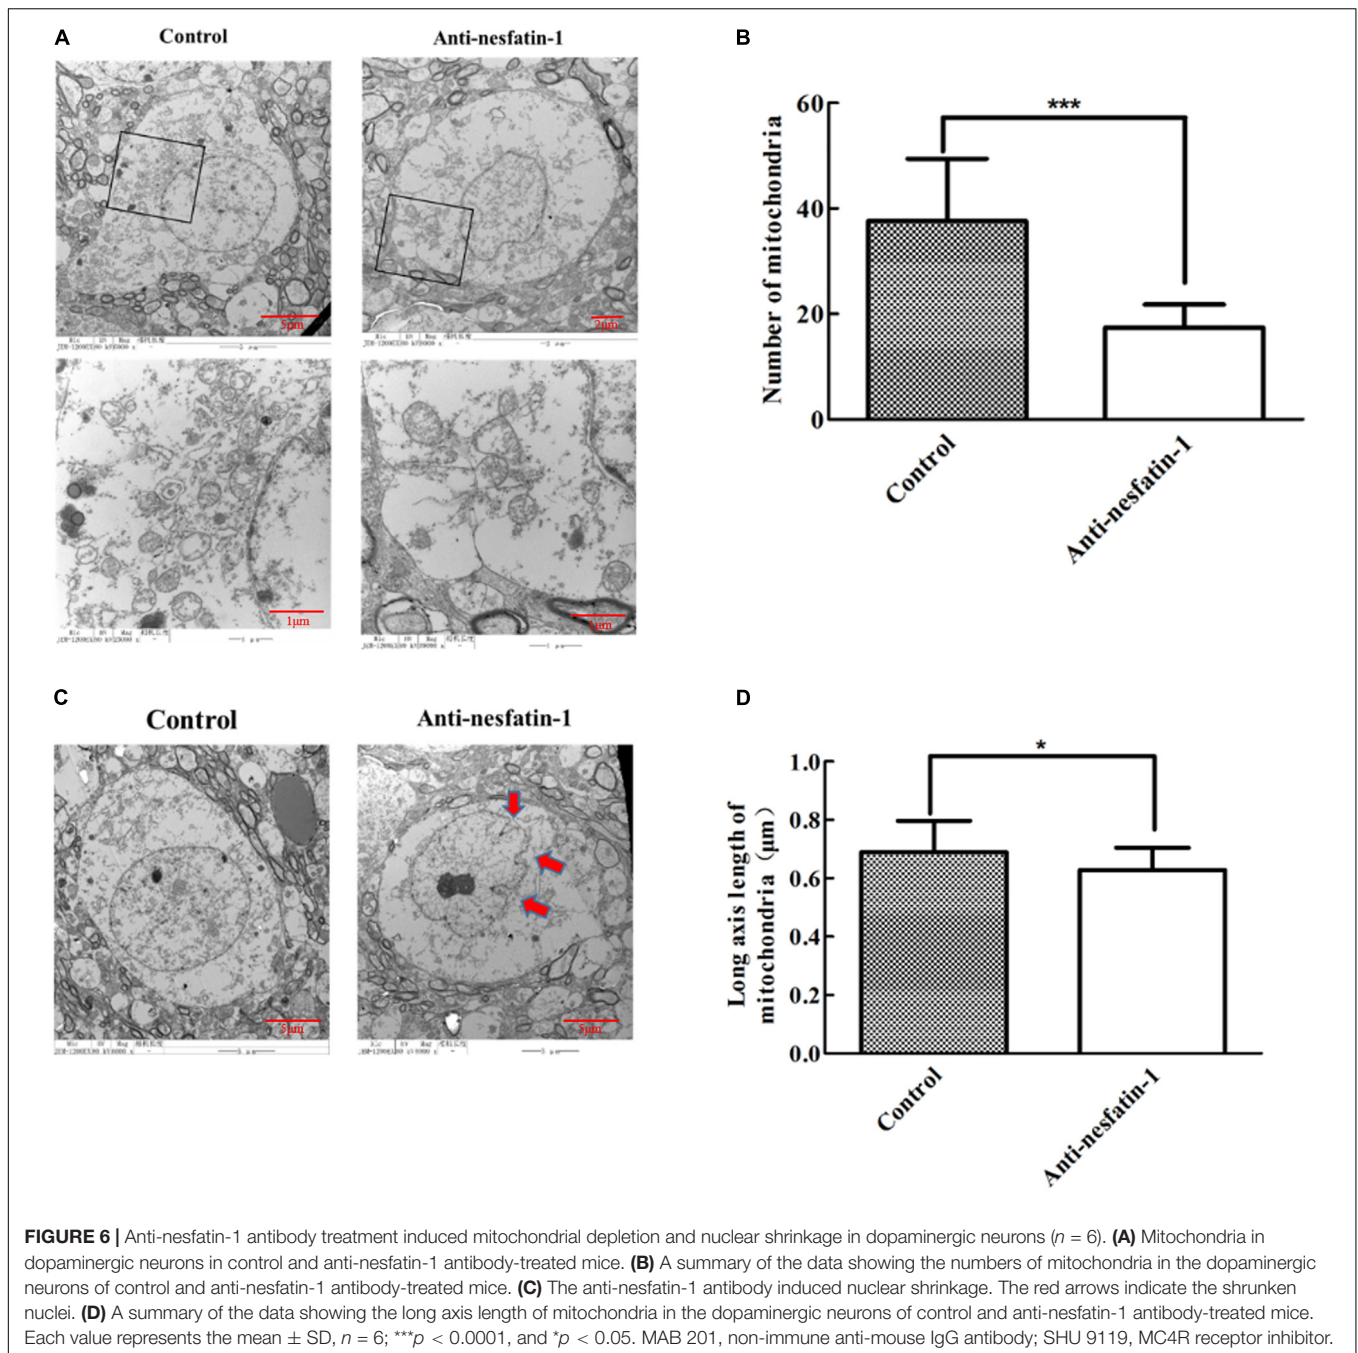 A
Control
Anti-nesfatin-1
5μm
2μm
1μm
B
Number of mitochondria
60
40
20
0
***
Control
Anti-nesfatin-1
C
Control
Anti-nesfatin-1
5μm
5μm
D
Long axis length of
mitochondria（μm）
1.0
0.8
0.6
0.4
0.2
0.0
*
Control
Anti-nesfatin-1
FIGURE 6 | Anti-nesfatin-1 antibody treatment induced mitochondrial depletion and nuclear shrinkage in dopaminergic neurons (n = 6). (A) Mitochondria in
dopaminergic neurons in control and anti-nesfatin-1 antibody-treated mice. (B) A summary of the data showing the numbers of mitochondria in the dopaminergic
neurons of control and anti-nesfatin-1 antibody-treated mice. (C) The anti-nesfatin-1 antibody induced nuclear shrinkage. The red arrows indicate the shrunken
nuclei. (D) A summary of the data showing the long axis length of mitochondria in the dopaminergic neurons of control and anti-nesfatin-1 antibody-treated mice.
Each value represents the mean ± SD, n = 6; ***p < 0.0001, and *p < 0.05. MAB 201, non-immune anti-mouse IgG antibody; SHU 9119, MC4R receptor inhibitor.